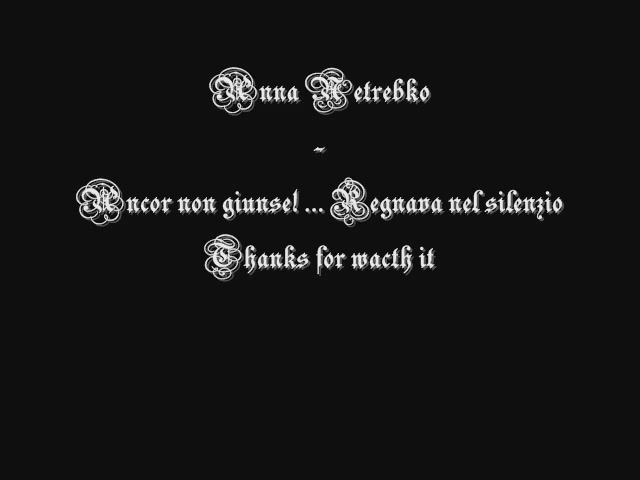 Anna Netrebko
~
Ancor non giunse! ... Regnava nel silenzio
Thanks for wacth it